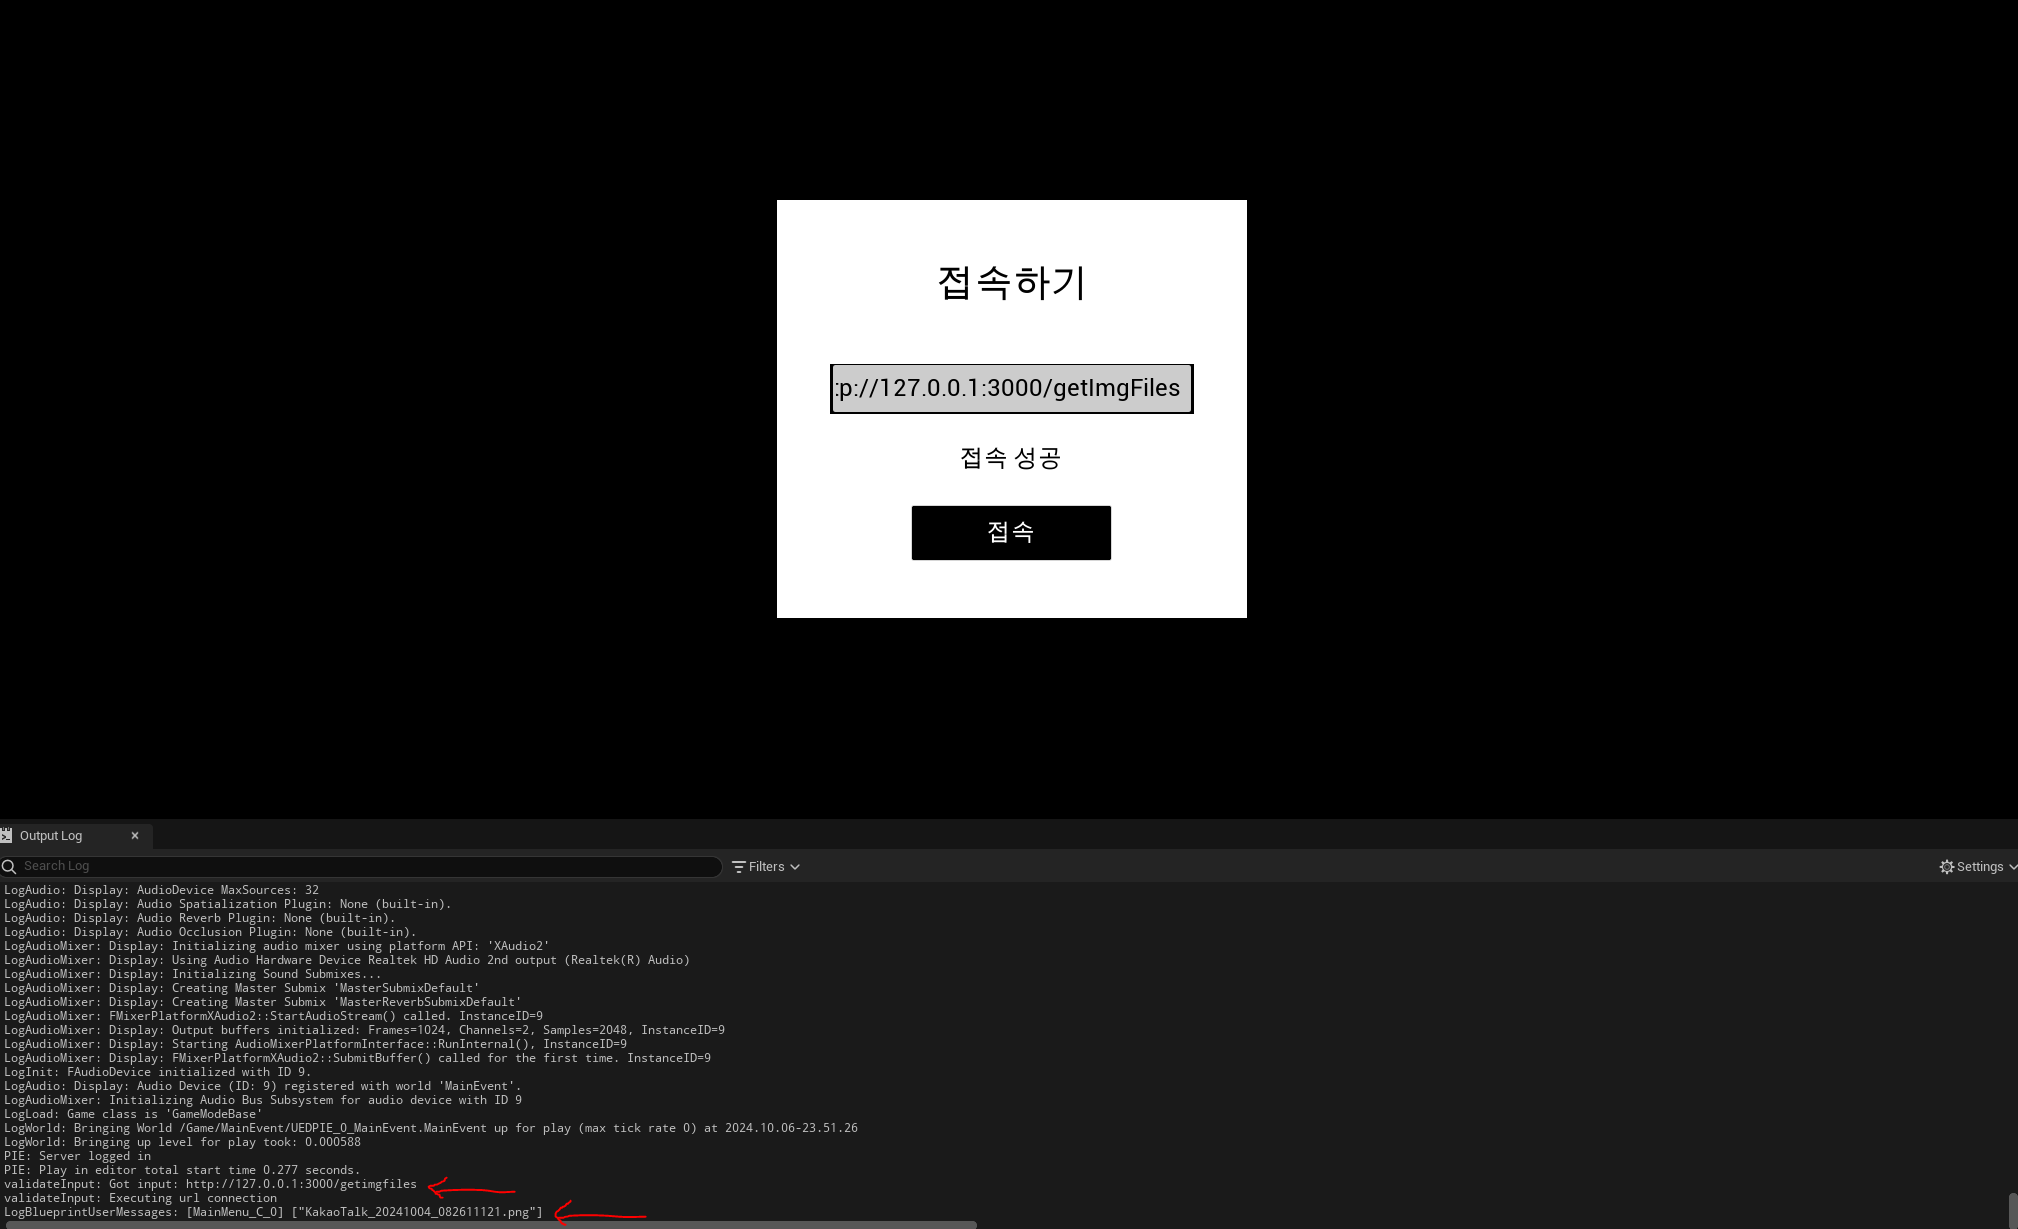 접속하기
:p://127.0.0.1:3000/getImgFiles
접속 성공
접속
Output Log
Search Log
Filters
Settings
LogAudio: Display: AudioDevice MaxSources: 32
LogAudio: Display: Audio Spatialization Plugin: None (built-in).
LogAudio: Display: Audio Reverb Plugin: None (built-in).
LogAudio: Display: Audio Occlusion Plugin: None (built-in).
LogAudioMixer: Display: Initializing audio mixer using platform API: 'XAudio2'
LogAudioMixer: Display: Using Audio Hardware Device Realtek HD Audio 2nd output (Realtek(R) Audio)
LogAudioMixer: Display: Initializing Sound Submixes...
LogAudioMixer: Display: Creating Master Submix 'MasterSubmixDefault'
LogAudioMixer: Display: Creating Master Submix 'MasterReverbSubmixDefault'
LogAudioMixer: FMixerPlatformXAudio2::StartAudioStream() called. InstanceID=9
LogAudioMixer: Display: Output buffers initialized: Frames=1024, Channels=2, Samples=2048, InstanceID=9
LogAudioMixer: Display: Starting AudioMixerPlatformInterface::RunInternal(), InstanceID=9
LogAudioMixer: Display: FMixerPlatformXAudio2::SubmitBuffer() called for the first time. InstanceID=9
LogInit: FAudioDevice initialized with ID 9.
LogAudio: Display: Audio Device (ID: 9) registered with world 'MainEvent'.
LogAudioMixer: Initializing Audio Bus Subsystem for audio device with ID 9
LogLoad: Game class is 'GameModeBase'
LogWorld: Bringing World /Game/MainEvent/UEDPIE_0_MainEvent.MainEvent up for play (max tick rate 0) at 2024.10.06-23.51.26
LogWorld: Bringing up level for play took: 0.000588
PIE: Server logged in
PIE: Play in editor total start time 0.277 seconds.
validateInput: Got input: http://127.0.0.1:3000/getimgfiles
validateInput: Executing url connection
LogBlueprintUserMessages: [MainMenu_C_0] ["KakaoTalk_20241004_082611121.png"]